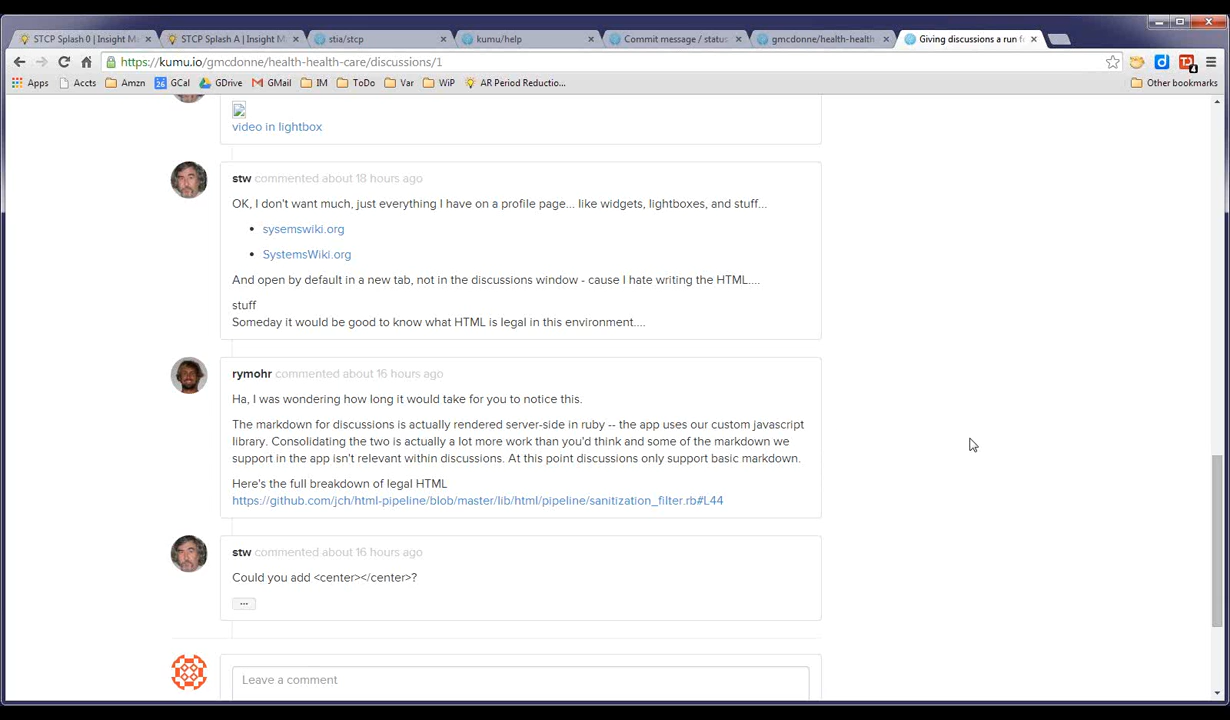 STCP Splash 0 | Insight M
STCP Splash A | Insight M
stia/stcp
kumu/help
Commit message / status
gmcdonne/health-health
Giving discussions a run f
https://kumu.io/gmcdonne/health-health-care/discussions/1
Apps
Accts
Amzn
26
GCal
GDrive
GMail
IM
ToDo
Var
WiP
AR Period Reductio...
Other bookmarks
4
video in lightbox
stw commented about 18 hours ago
OK, I don't want much, just everything I have on a profile page... like widgets, lightboxes, and stuff...
• sysemswiki.org
• SystemsWiki.org
And open by default in a new tab, not in the discussions window - cause I hate writing the HTML....
stuff
Someday it would be good to know what HTML is legal in this environment....
rymohr commented about 16 hours ago
Ha, I was wondering how long it would take for you to notice this.
The markdown for discussions is actually rendered server-side in ruby -- the app uses our custom javascript
library. Consolidating the two is actually a lot more work than you'd think and some of the markdown we
support in the app isn't relevant within discussions. At this point discussions only support basic markdown.
Here's the full breakdown of legal HTML
https://github.com/jch/html-pipeline/blob/master/lib/html/pipeline/sanitization_filter.rb#L44
stw commented about 16 hours ago
Could you add <center></center>?
...
Leave a comment